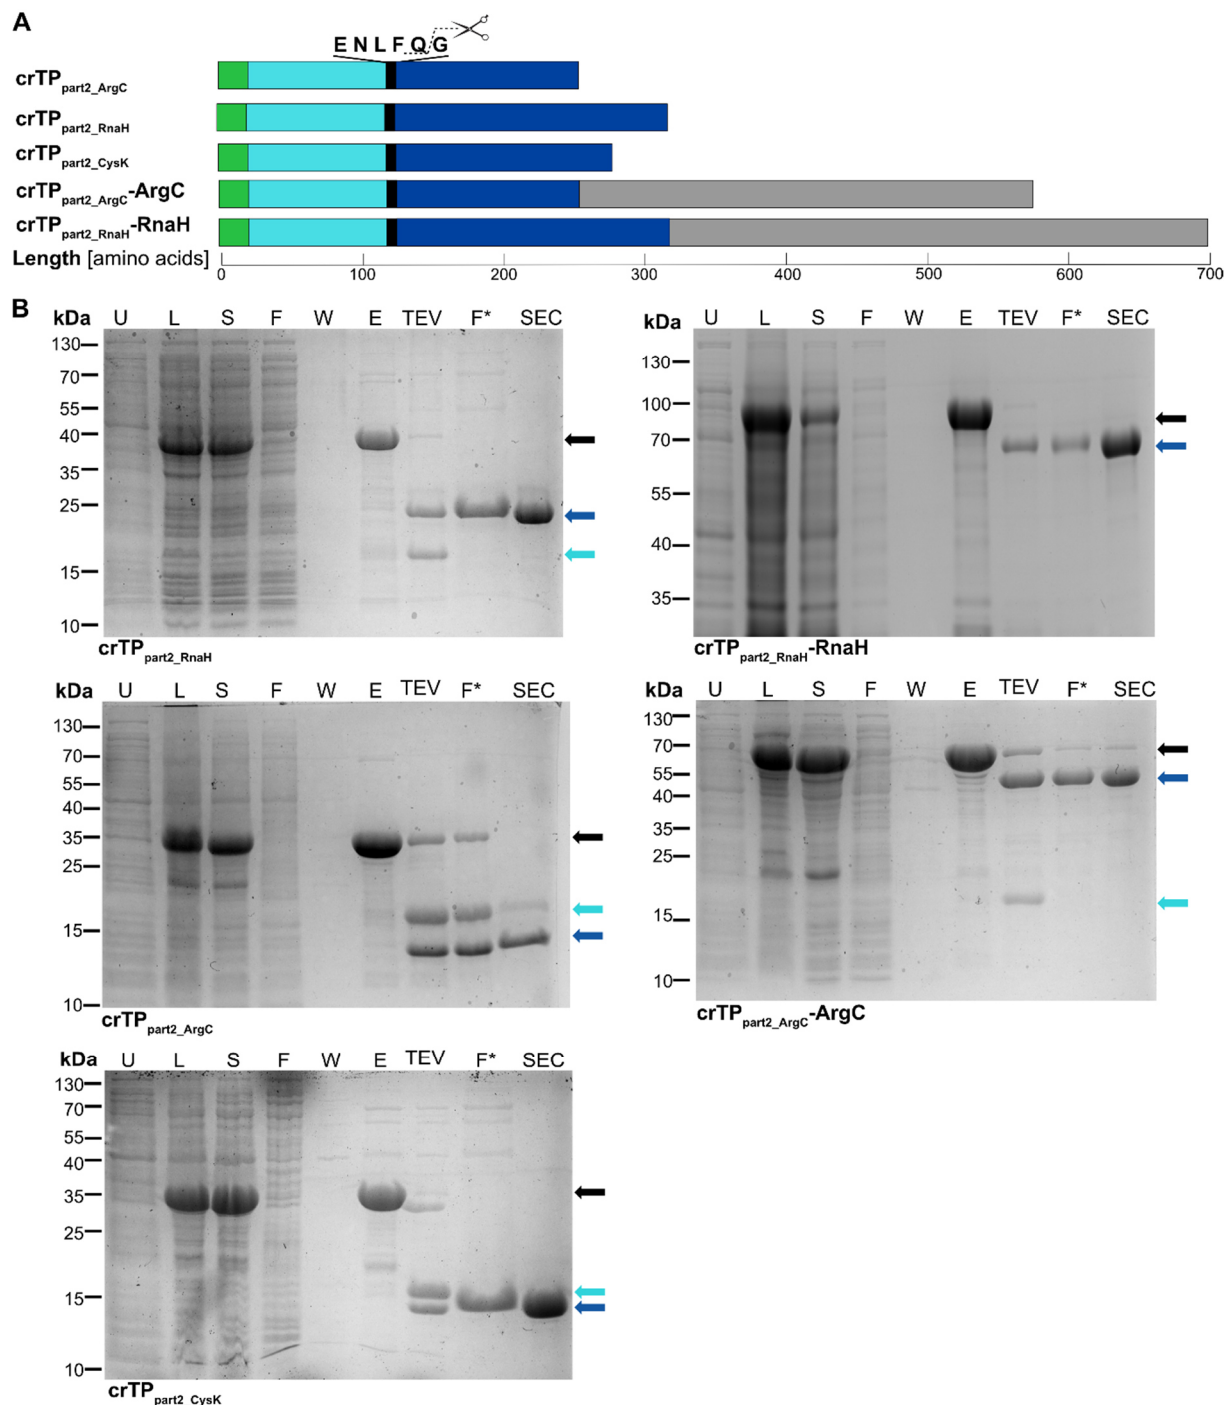 A
E N L F Q G
crTPpart2_ArgC
crTPpart2_RnaH
crTPpart2_CysK
crTPpart2_ArgC-ArgC
crTPpart2_RnaH-RnaH
Length [amino acids]
0 100 200 300 400 500 600 700
B
kDa U L S F W E TEV F* SEC
130
70
55
40
35
25
15
10
crTPpart2_RnaH
kDa U L S F W E TEV F* SEC
130
100
70
55
40
35
crTPpart2_RnaH-RnaH
kDa U L S F W E TEV F* SEC
130
70
55
40
35
25
15
10
crTPpart2_ArgC
kDa U L S F W E TEV F* SEC
130
70
55
40
35
25
15
10
crTPpart2_ArgC-ArgC
kDa U L S F W E TEV F* SEC
130
70
55
40
35
25
15
10
crTPpart2_CysK